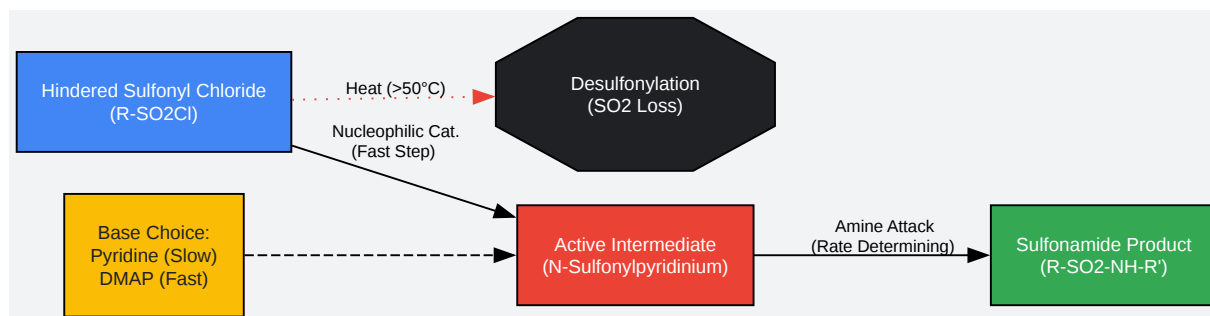 Hindered Sulfonyl Chloride
(R-SO2Cl)
Heat (>50°C)
Desulfonylation
(SO2 Loss)
Nucleophilic Cat.
(Fast Step)
Base Choice:
Pyridine (Slow)
DMAP (Fast)
Active Intermediate
(N-Sulfonylpyridinium)
Amine Attack
(Rate Determining)
Sulfonamide Product
(R-SO2-NH-R')